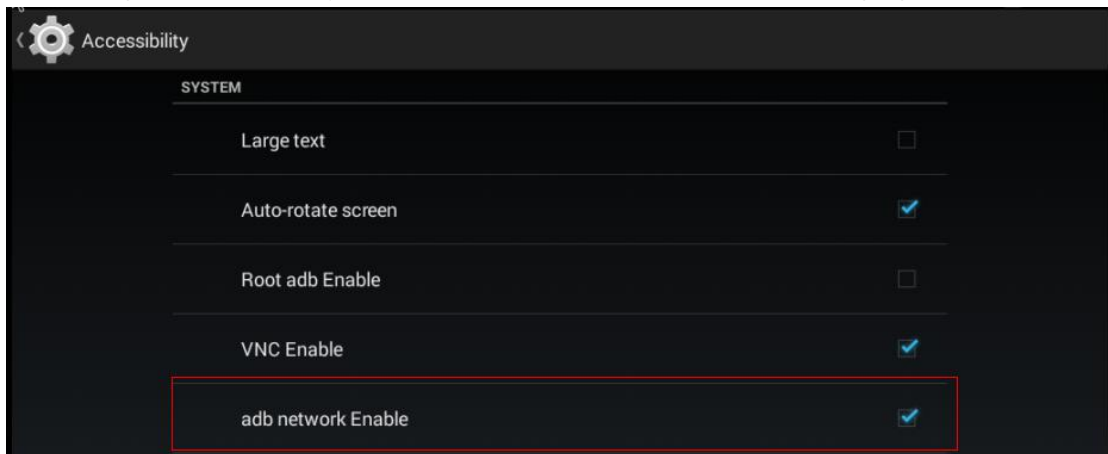 Accessibility
SYSTEM
Large text
Auto-rotate screen
Root adb Enable
VNC Enable
adb network Enable